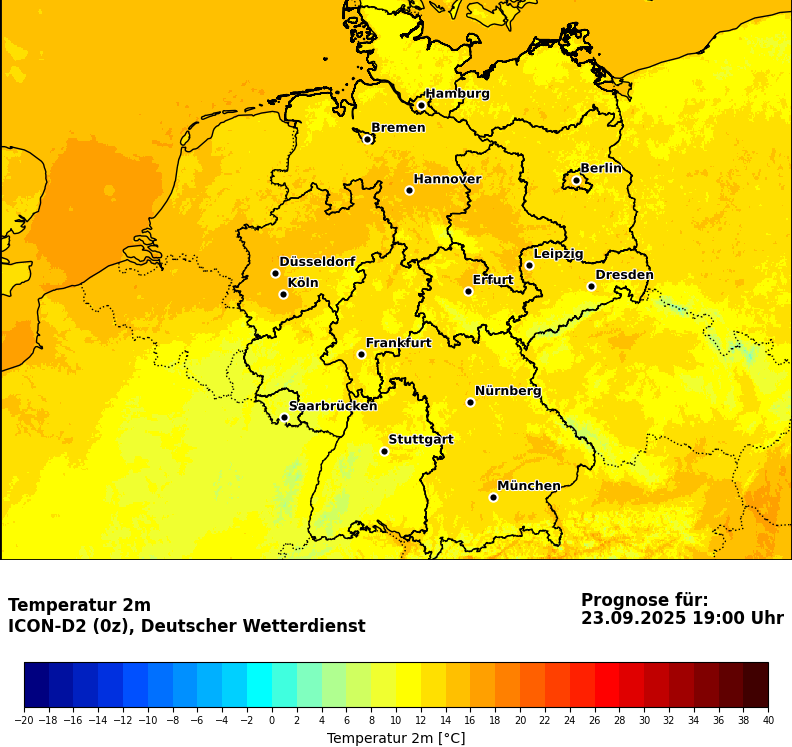 Hamburg
Bremen
Berlin
Hannover
Leipzig
Düsseldorf
Dresden
Erfurt
Köln
Frankfurt
Nürnberg
Saarbrücken
Stuttgart
München
Temperatur 2m
ICON-D2 (0z), Deutscher Wetterdienst
Prognose für:
23.09.2025 19:00 Uhr
−20 −18 −16 −14 −12 −10 −8 −6 −4 −2 0 2 4 6 8 10 12 14 16 18 20 22 24 26 28 30 32 34 36 38 40
Temperatur 2m [°C]